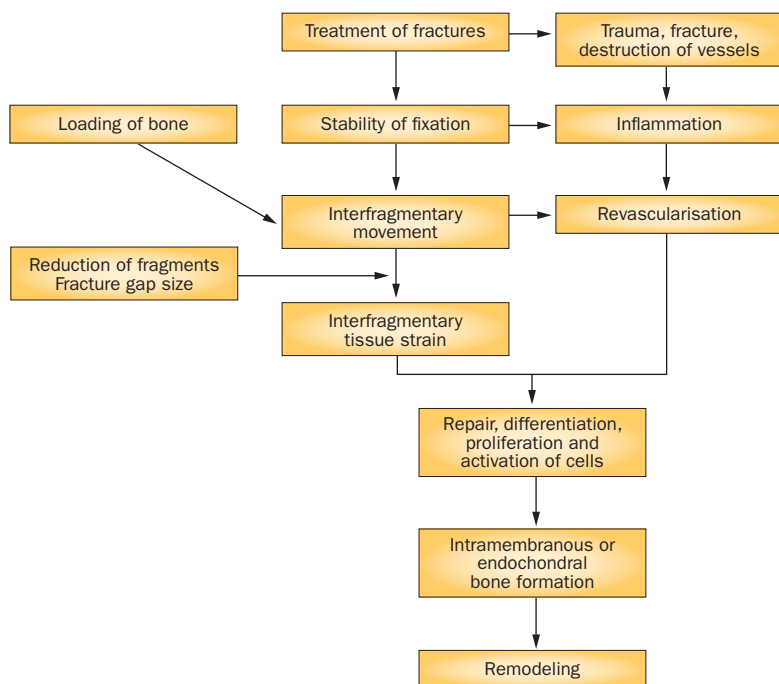 Treatment of fractures
Trauma, fracture,
destruction of vessels
Loading of bone
Stability of fixation
Inflammation
Interfragmentary
movement
Revascularisation
Reduction of fragments
Fracture gap size
Interfragmentary
tissue strain
Repair, differentiation,
proliferation and
activation of cells
Intramembranous or
endochondral
bone formation
Remodeling